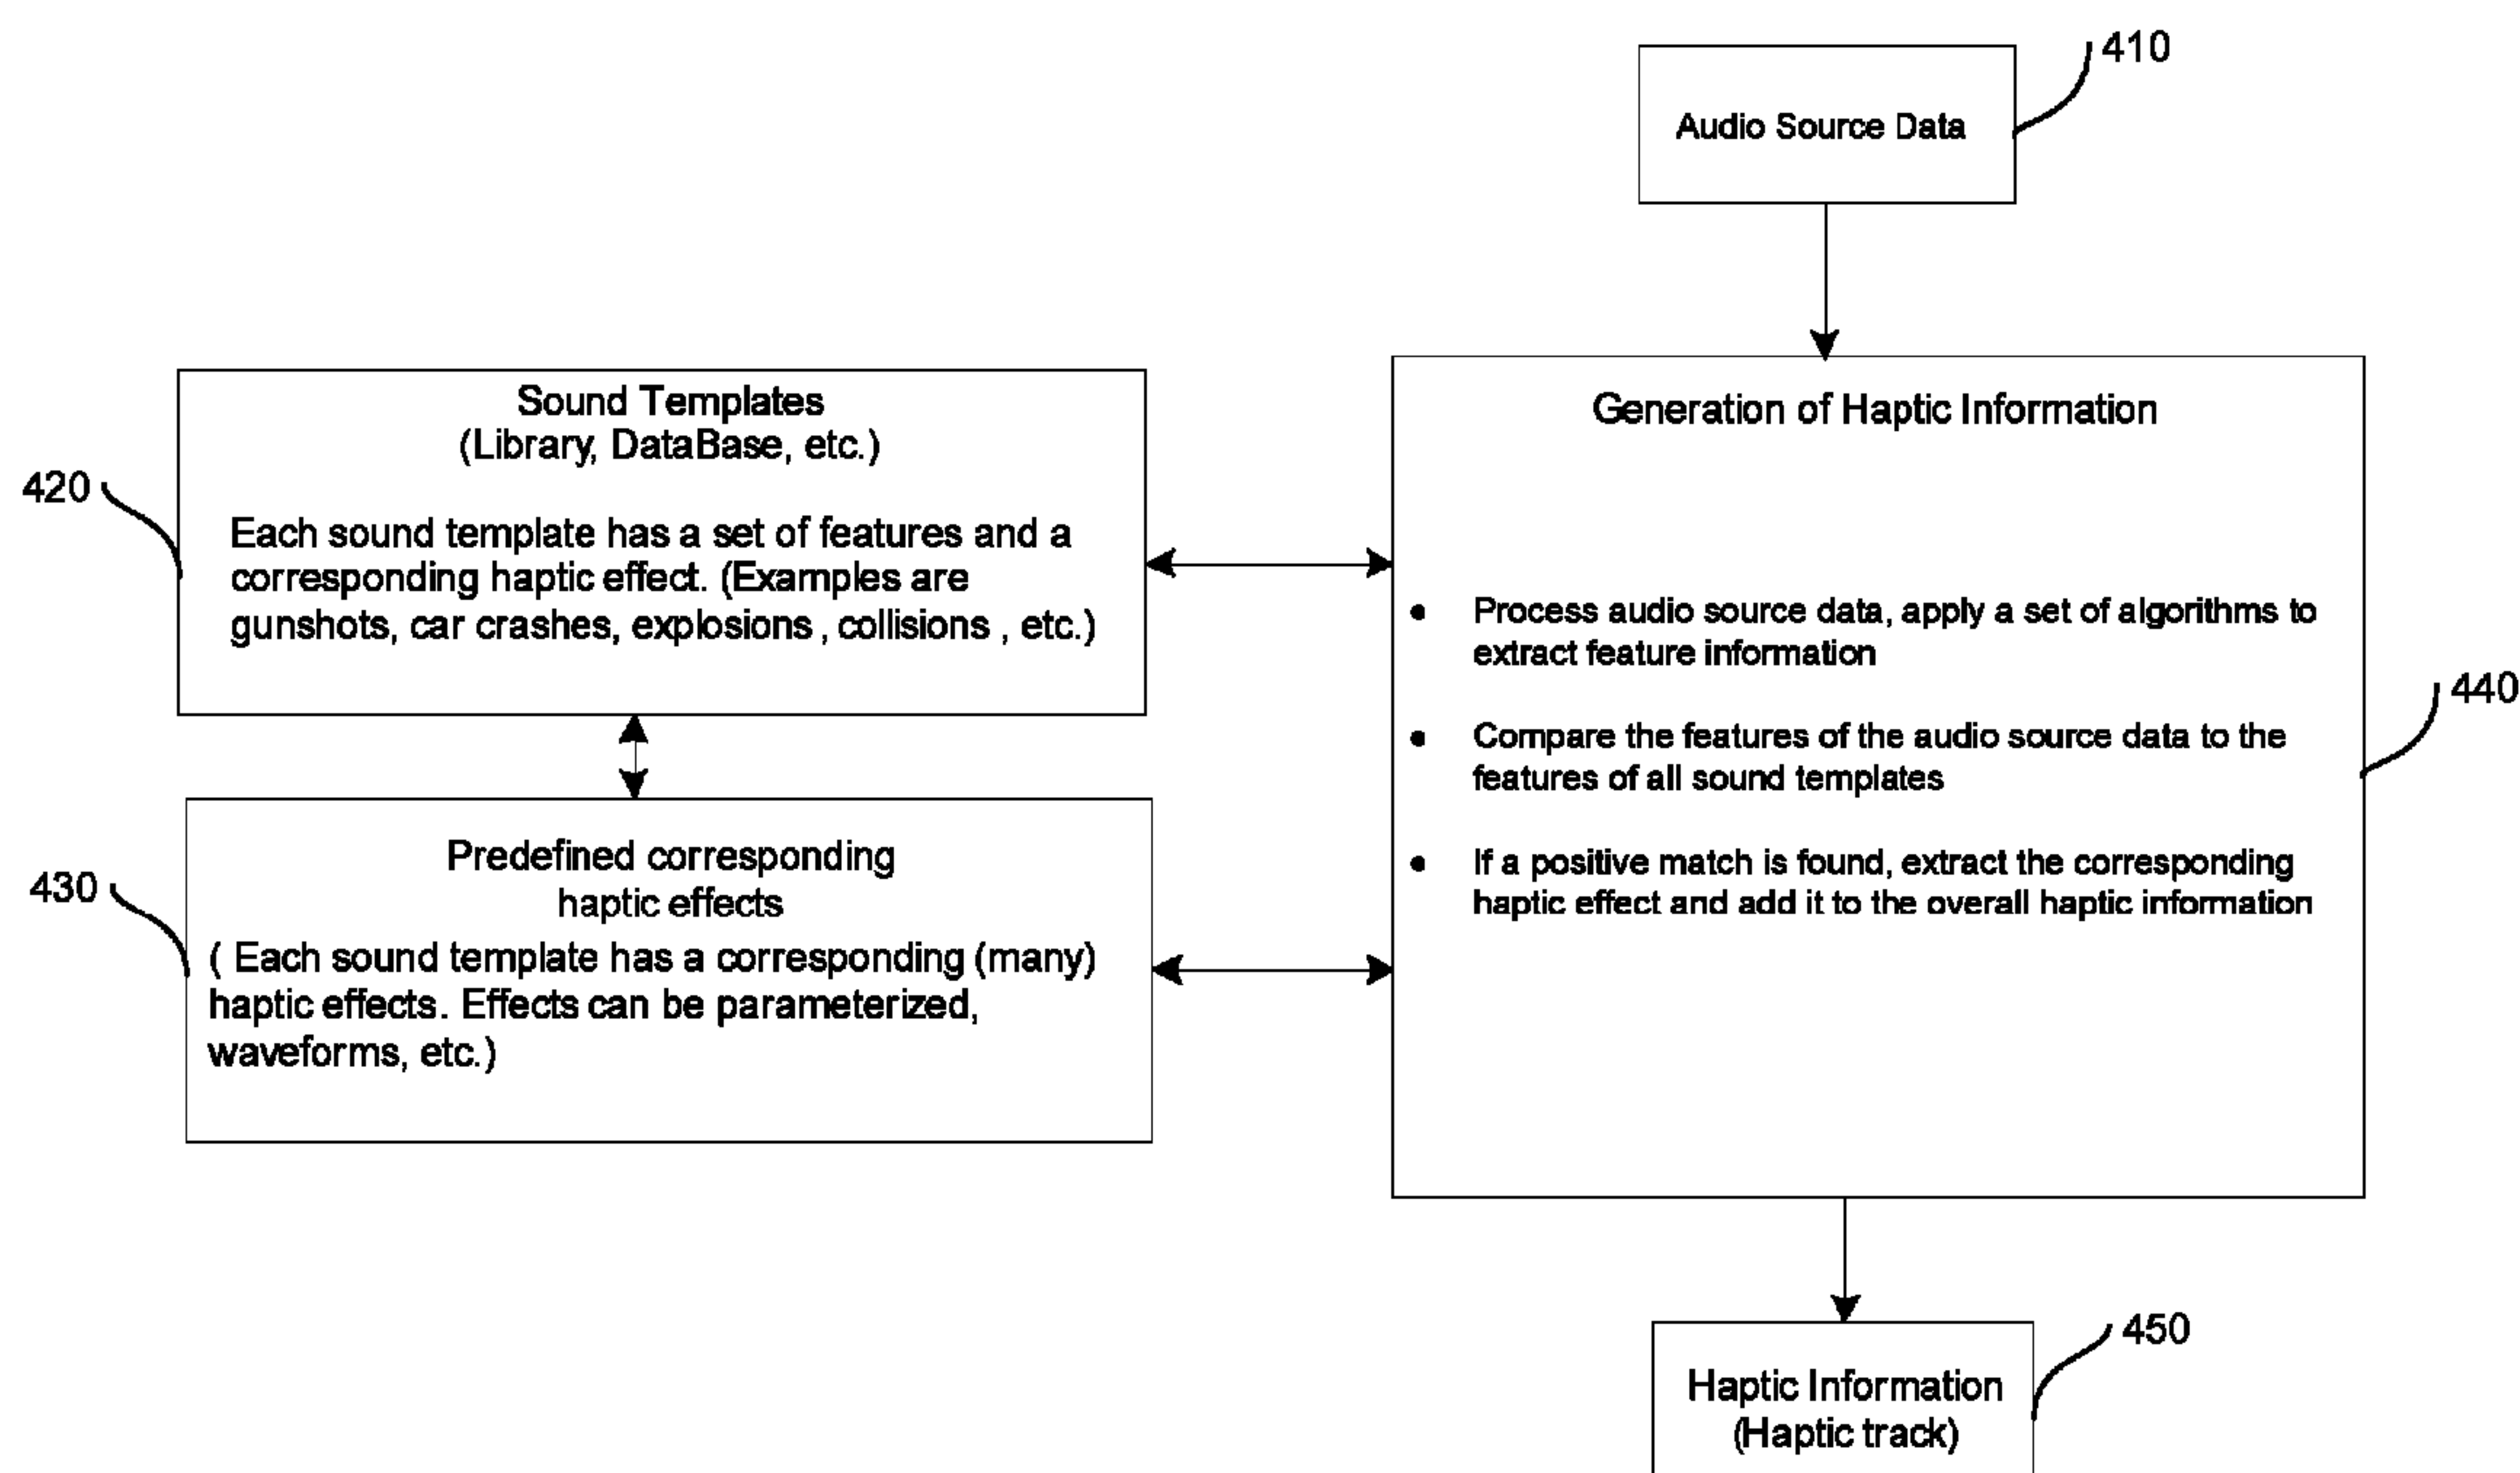 410
Audio Source Data
Sound Templates
(Library, DataBase, etc.)
420
Each sound template has a set of features and a
corresponding haptic effect. (Examples are
gunshots, car crashes, explosions , collisions , etc.)
Predefined corresponding
haptic effects
430
( Each sound template has a corresponding (many)
haptic effects. Effects can be parameterized,
waveforms, etc.)
Generation of Haptic Information
• Process audio source data, apply a set of algorithms to
extract feature information
440
• Compare the features of the audio source data to the
features of all sound templates
• If a positive match is found, extract the corresponding
haptic effect and add it to the overall haptic information
450
Haptic Information
(Haptic track)